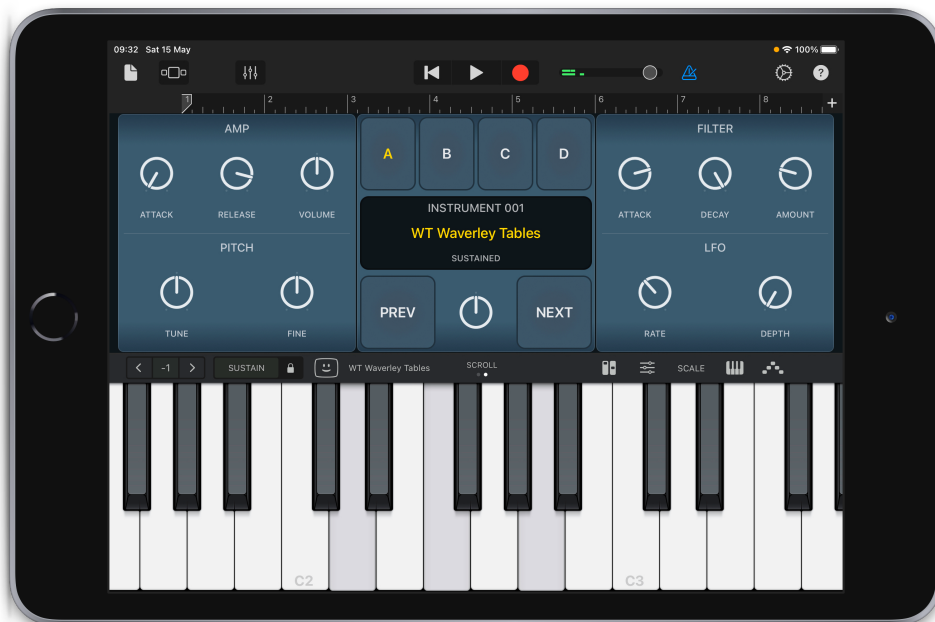 09:32 Sat 15 May
100%
1 2 3 4 5 6 7 8 +
AMP
ATTACK RELEASE VOLUME
PITCH
TUNE FINE
A B C D
INSTRUMENT 001
WT Waverley Tables
SUSTAINED
PREV NEXT
FILTER
ATTACK DECAY AMOUNT
LFO
RATE DEPTH
-1 SUSTAIN WT Waverley Tables SCROLL SCALE
C2 C3